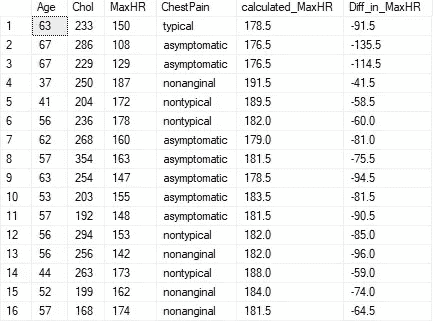 Age Chol MaxHR ChestPain calculated_MaxHR Diff_in_MaxHR
1 63 233 150 typical 178.5 -91.5
2 67 286 108 asymptomatic 176.5 -135.5
3 67 229 129 asymptomatic 176.5 -114.5
4 37 250 187 nonanginal 191.5 -41.5
5 41 204 172 nontypical 189.5 -58.5
6 56 236 178 nontypical 182.0 -60.0
7 62 268 160 asymptomatic 179.0 -81.0
8 57 354 163 asymptomatic 181.5 -75.5
9 63 254 147 asymptomatic 178.5 -94.5
10 53 203 155 asymptomatic 183.5 -81.5
11 57 192 148 asymptomatic 181.5 -90.5
12 56 294 153 nontypical 182.0 -85.0
13 56 256 142 nonanginal 182.0 -96.0
14 44 263 173 nontypical 188.0 -59.0
15 52 199 162 nonanginal 184.0 -74.0
16 57 168 174 nonanginal 181.5 -64.5